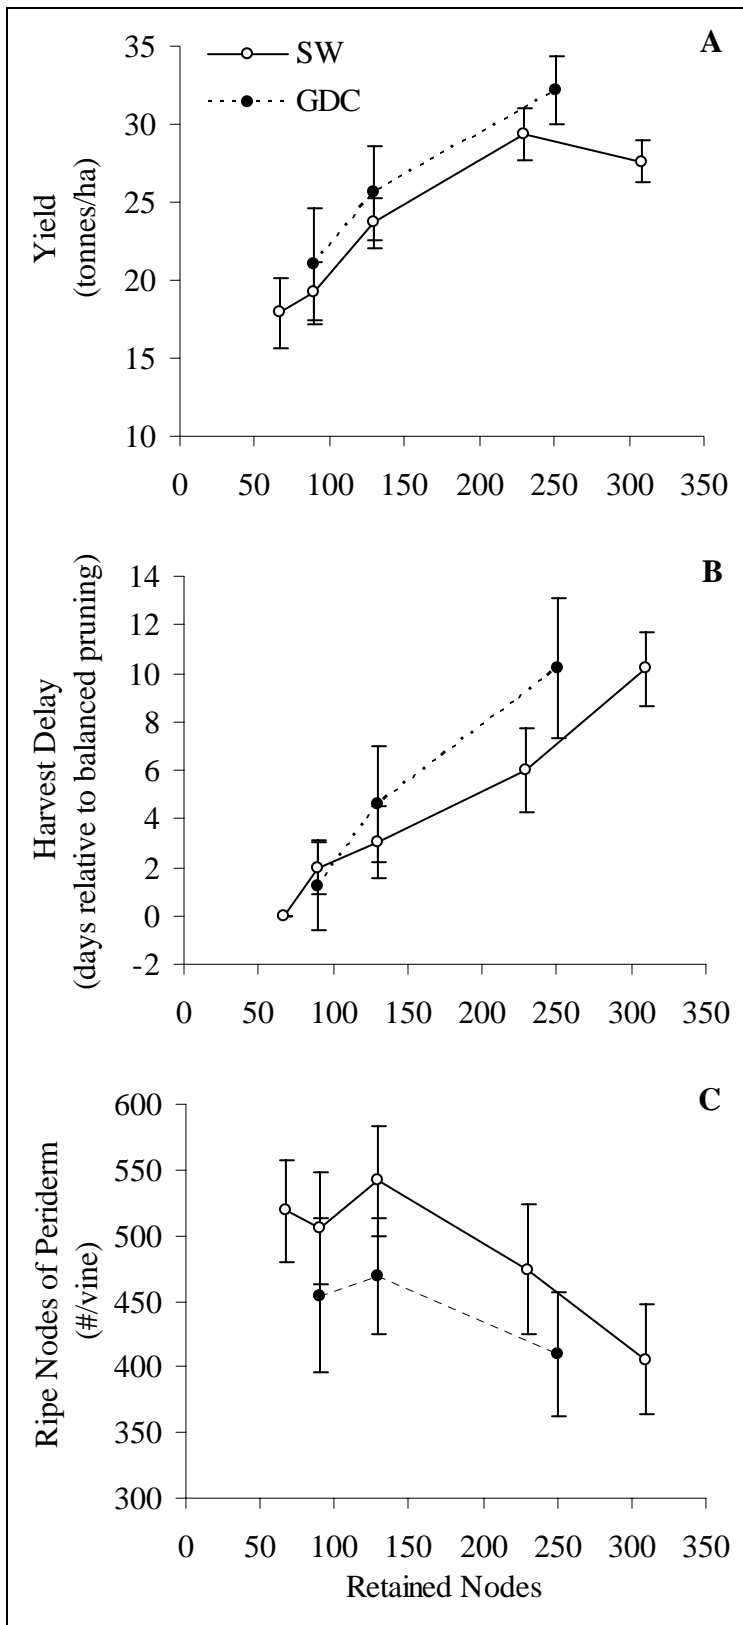 A
SW
GDC
Yield
(tonnes/ha)
35
30
25
20
15
10
0 50 100 150 200 250 300 350
B
Harvest Delay
(days relative to balanced pruning)
14
12
10
8
6
4
2
0
-2
0 50 100 150 200 250 300 350
C
Ripe Nodes of Periderm
(#/vine)
600
550
500
450
400
350
300
0 50 100 150 200 250 300 350
Retained Nodes